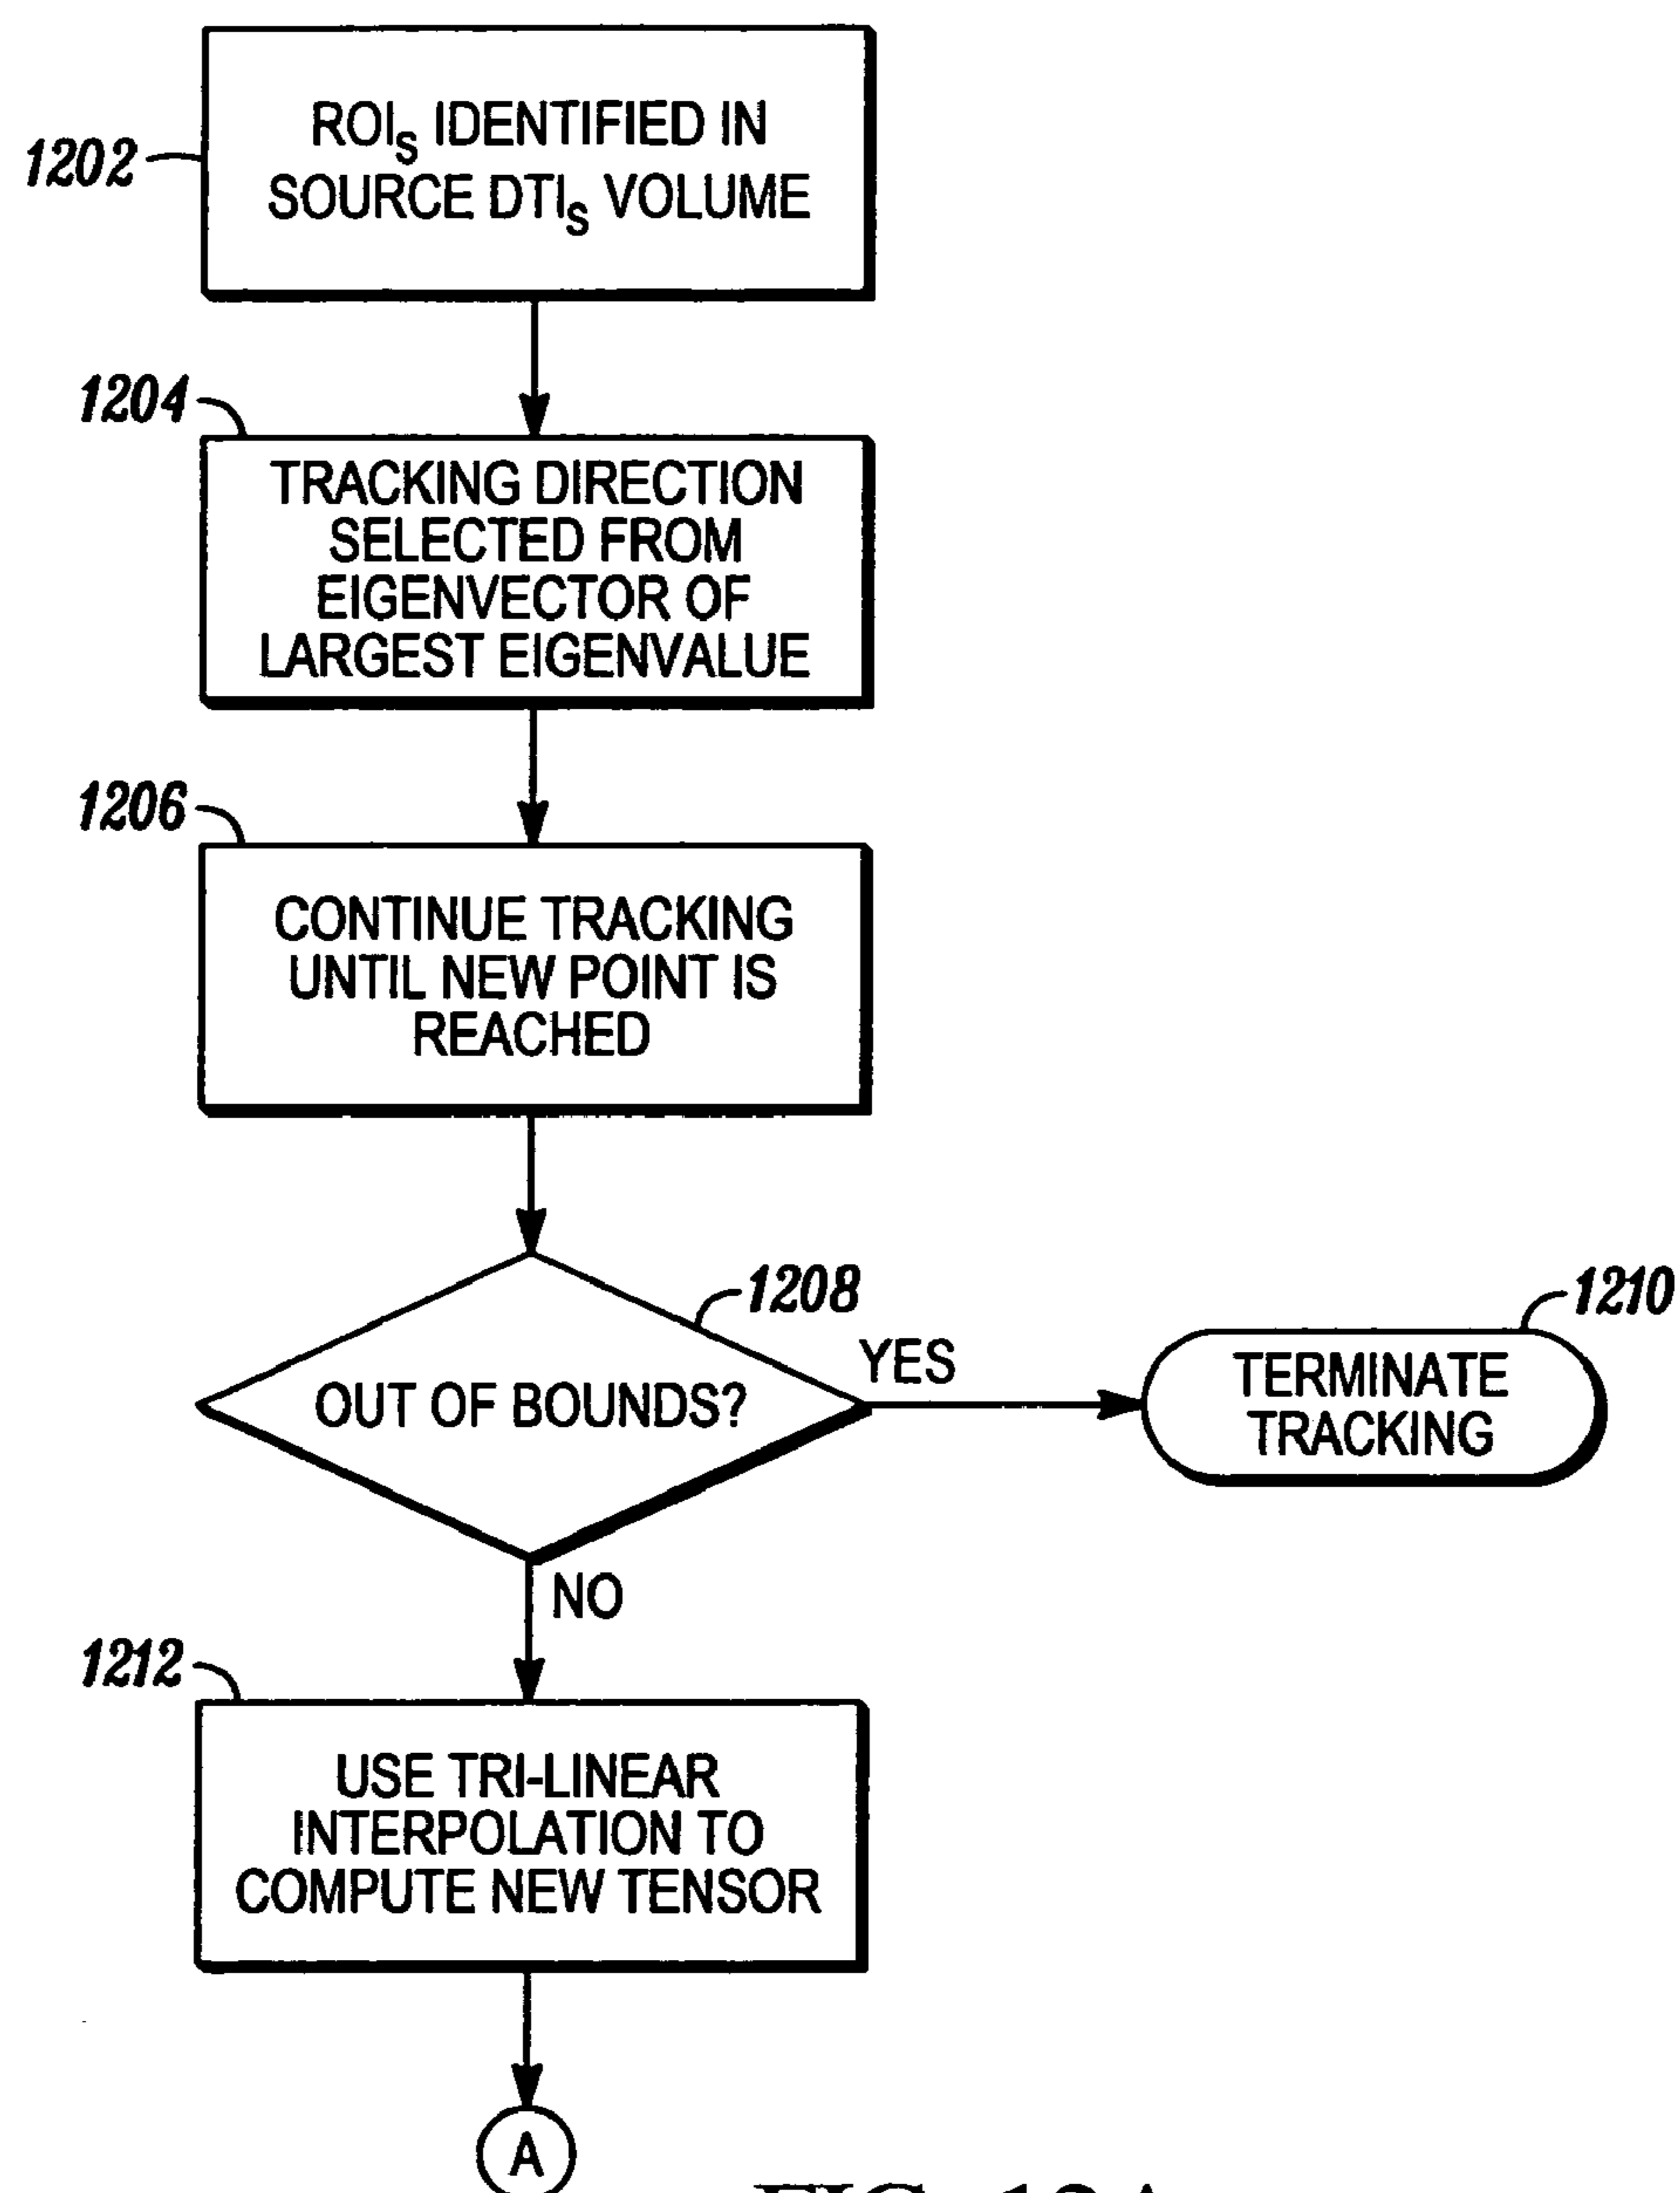 1202
ROIS IDENTIFIED IN
SOURCE DTIS VOLUME
1204
TRACKING DIRECTION
SELECTED FROM
EIGENVECTOR OF
LARGEST EIGENVALUE
1206
CONTINUE TRACKING
UNTIL NEW POINT IS
REACHED
1208
OUT OF BOUNDS?
YES
1210
TERMINATE
TRACKING
NO
1212
USE TRI-LINEAR
INTERPOLATION TO
COMPUTE NEW TENSOR
A